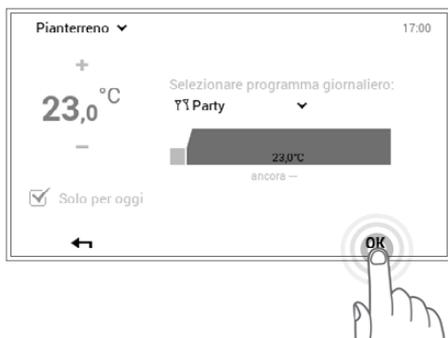 Pianterreno
17:00
+
23,0 °C
−
Selezionare programma giornaliero:
Party
23,0°C
ancora --
Solo per oggi
OK